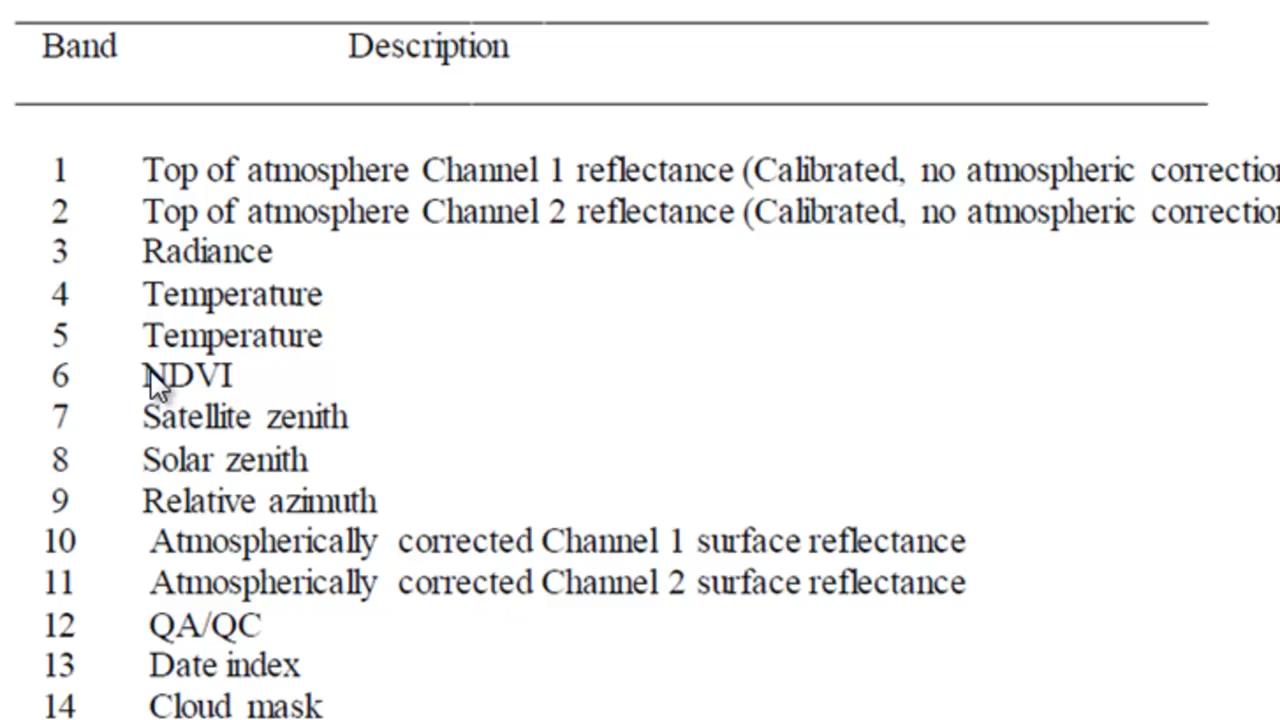 Band Description
1 Top of atmosphere Channel 1 reflectance (Calibrated, no atmospheric
2 Top of atmosphere Channel 2 reflectance (Calibrated, no atmospheric
3 Radiance
4 Temperature
5 Temperature
6 NDVI
7 Satellite zenith
8 Solar zenith
9 Relative azimuth
10 Atmospherically corrected Channel 1 surface reflectance
11 Atmospherically corrected Channel 2 surface reflectance
12 QA/QC
13 Date index
14 Cloud mask